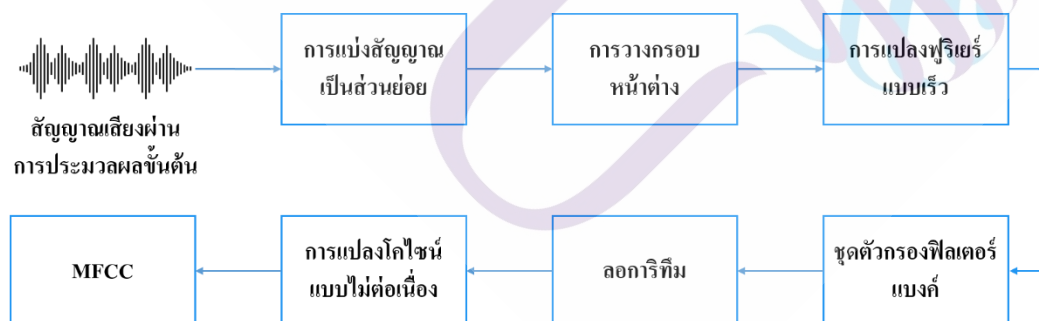 สัญญาณเสียงผ่าน
การประมวลผลขั้นต้น
การแบ่งสัญญาณ
เป็นส่วนย่อย
การวางกรอบ
หน้าต่าง
การแปลงฟูริเยร์
แบบเร็ว
ชุดตัวกรองฟิลเตอร์
แบงค์
ลอการิทึม
การแปลงโคไซน์
แบบไม่ต่อเนื่อง
MFCC